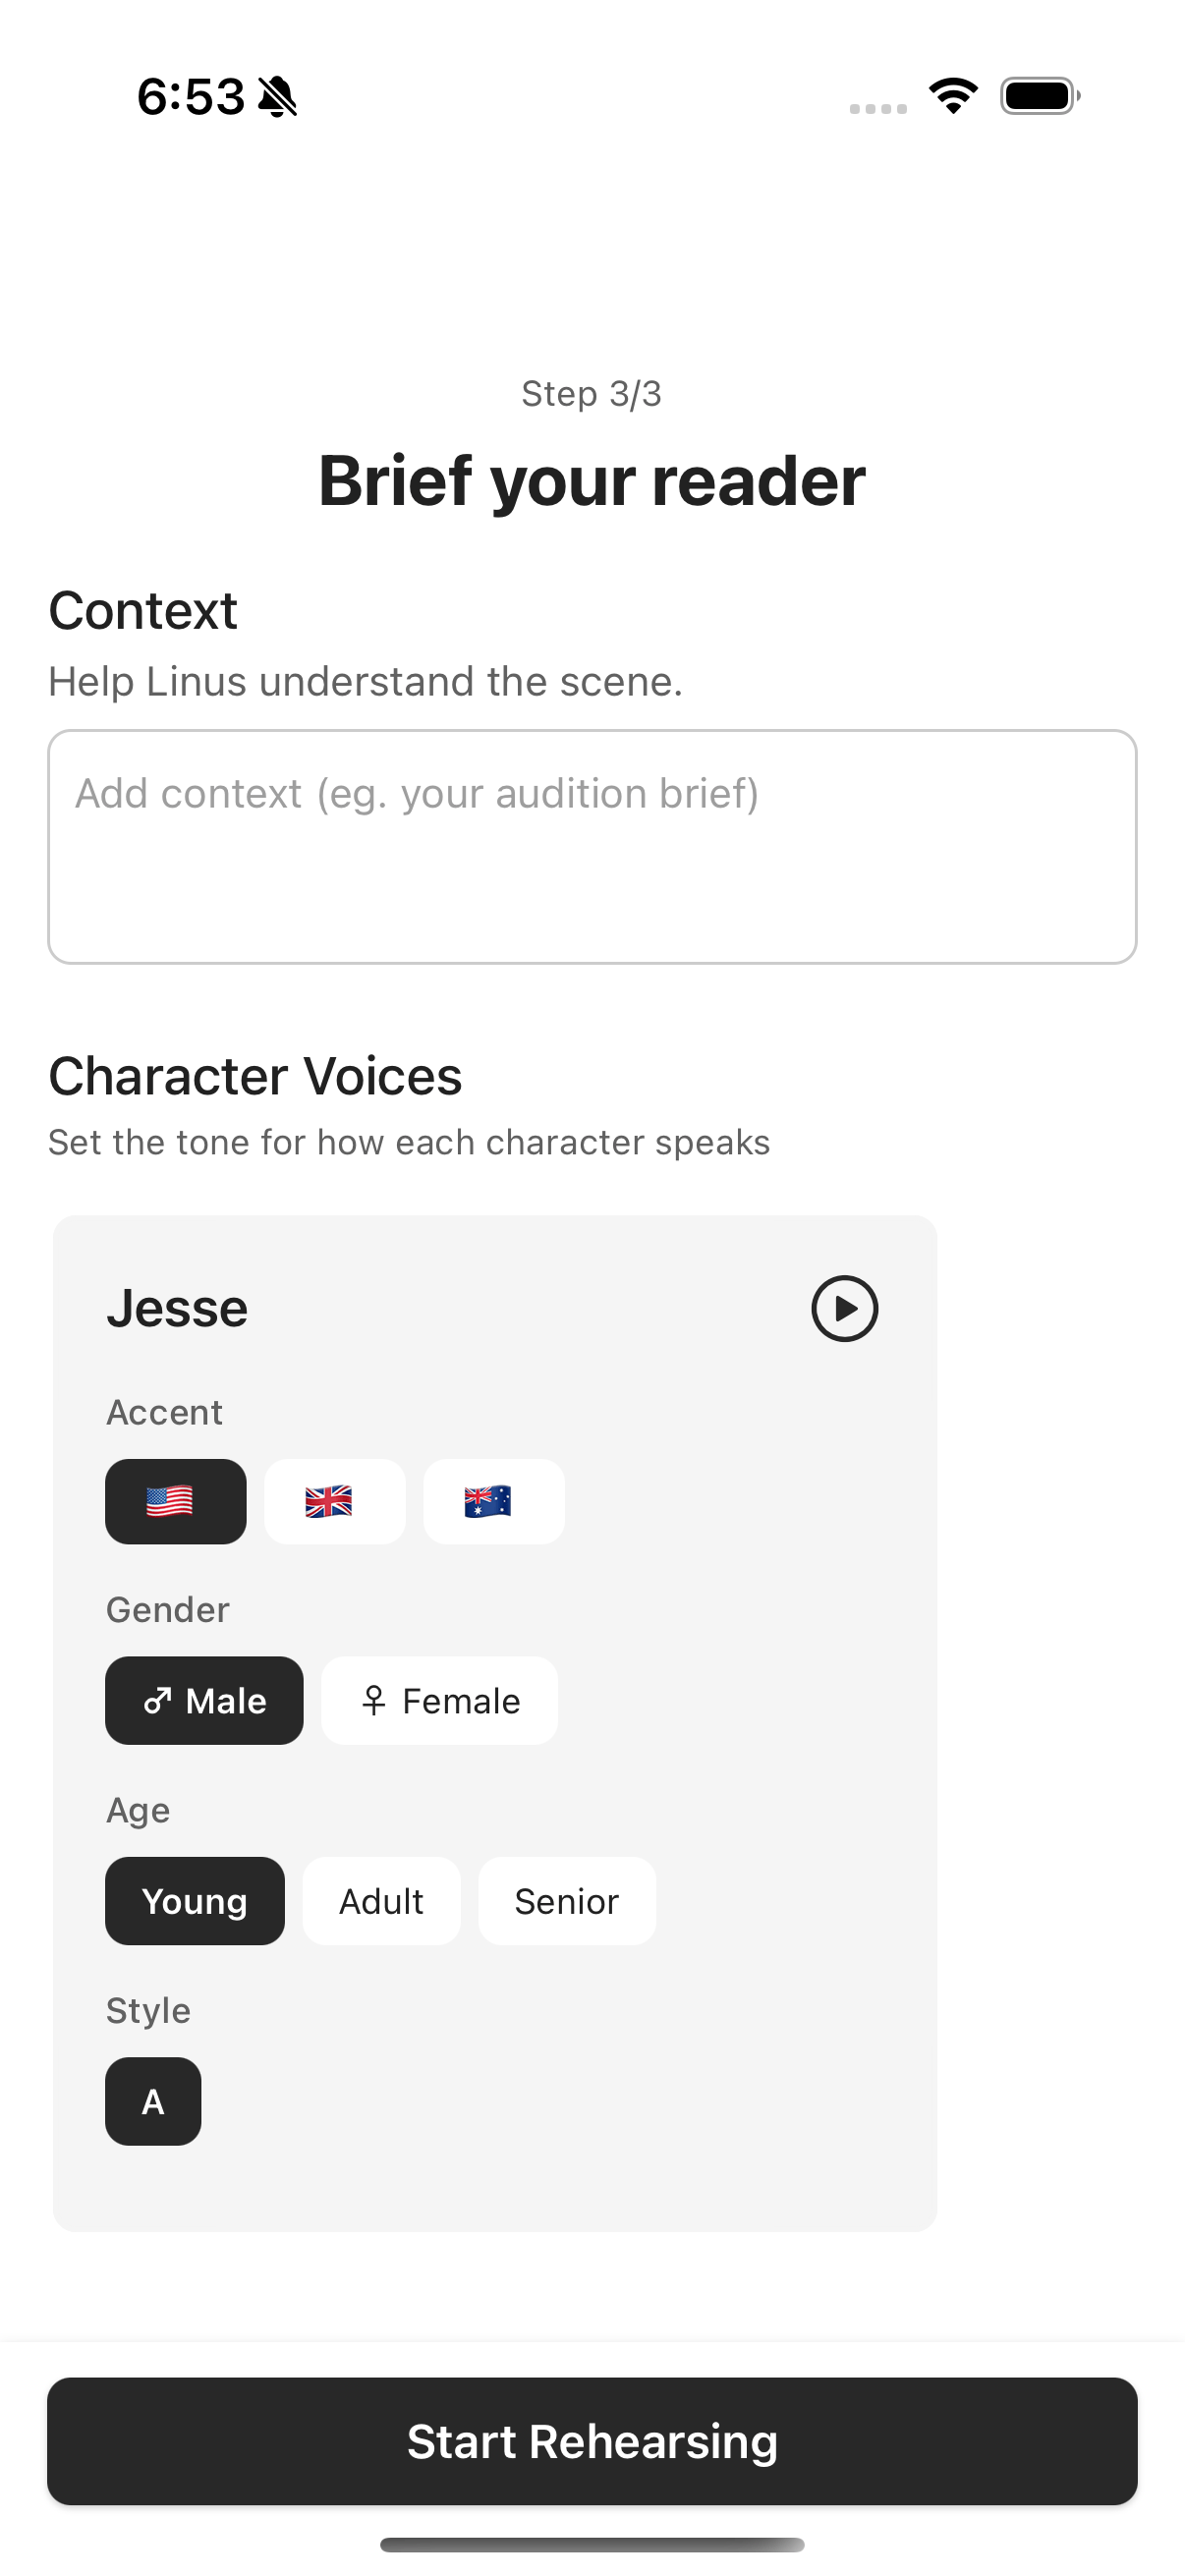 6:53
Step 3/3
Brief your reader
Context
Help Linus understand the scene.
Add context (eg. your audition brief)
Character Voices
Set the tone for how each character speaks
Jesse
Accent
Gender
♂ Male ♀ Female
Age
Young Adult Senior
Style
A
Start Rehearsing